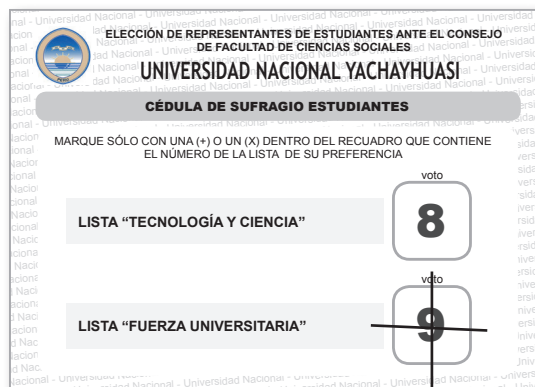 ELECCIÓN DE REPRESENTANTES DE ESTUDIANTES ANTE EL CONSEJO
DE FACULTAD DE CIENCIAS SOCIALES
UNIVERSIDAD NACIONAL YACHAYHUASI
CÉDULA DE SUFRAGIO ESTUDIANTES
MARQUE SÓLO CON UNA (+) O UN (X) DENTRO DEL RECUADRO QUE CONTIENE
EL NÚMERO DE LA LISTA DE SU PREFERENCIA
voto
LISTA “TECNOLOGÍA Y CIENCIA”
8
voto
LISTA “FUERZA UNIVERSITARIA”
9